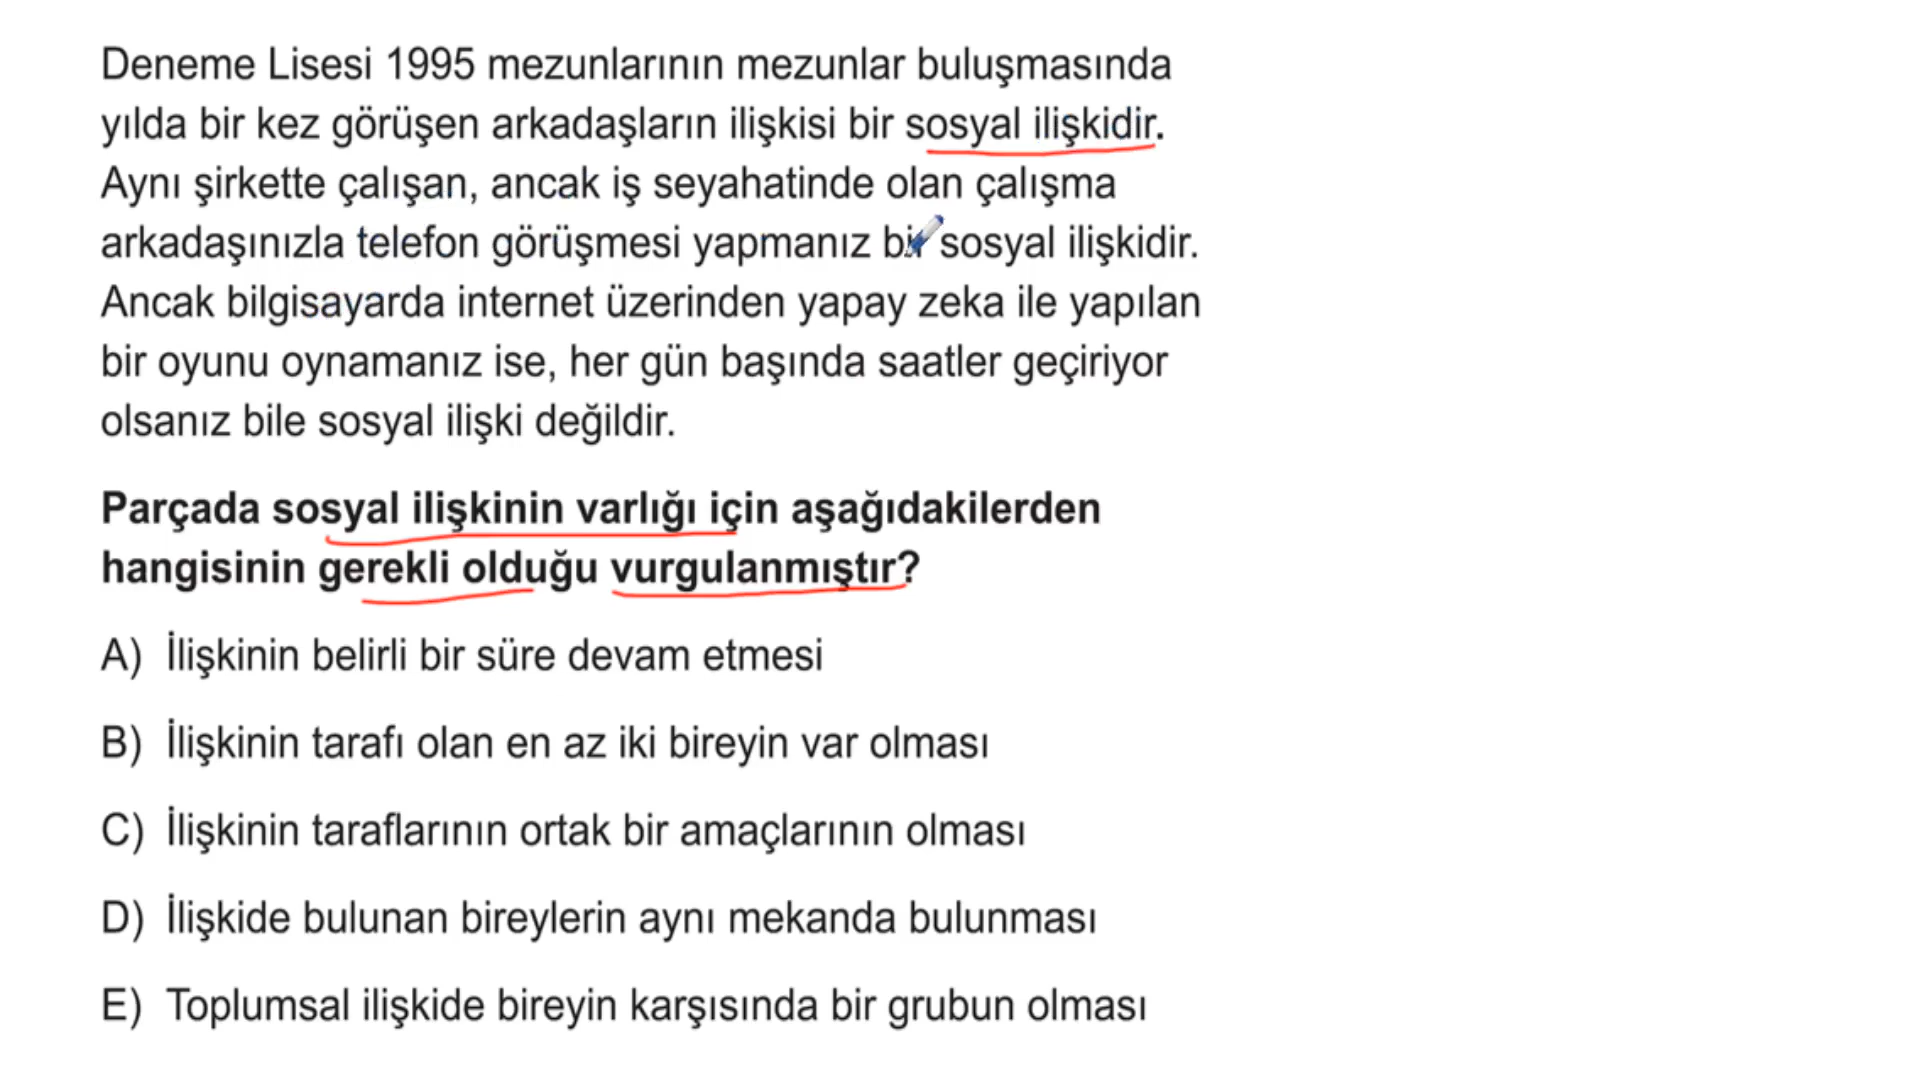 Deneme Lisesi 1995 mezunlarının mezunlar buluşmasında
yılda bir kez görüşen arkadaşların ilişkisi bir sosyal ilişkidir.
Aynı şirkette çalışan, ancak iş seyahatinde olan çalışma
arkadaşınızla telefon görüşmesi yapmanız bir sosyal ilişkidir.
Ancak bilgisayarda internet üzerinden yapay zeka ile yapılan
bir oyunu oynamanız ise, her gün başında saatler geçiriyor
olsanız bile sosyal ilişki değildir.
Parçada sosyal ilişkinin varlığı için aşağıdakilerden
hangisinin gerekli olduğu vurgulanmıştır?
A) İlişkinin belirli bir süre devam etmesi
B) İlişkinin tarafı olan en az iki bireyin var olması
C) İlişkinin taraflarının ortak bir amaçlarının olması
D) İlişkide bulunan bireylerin aynı mekanda bulunması
E) Toplumsal ilişkide bireyin karşısında bir grubun olması